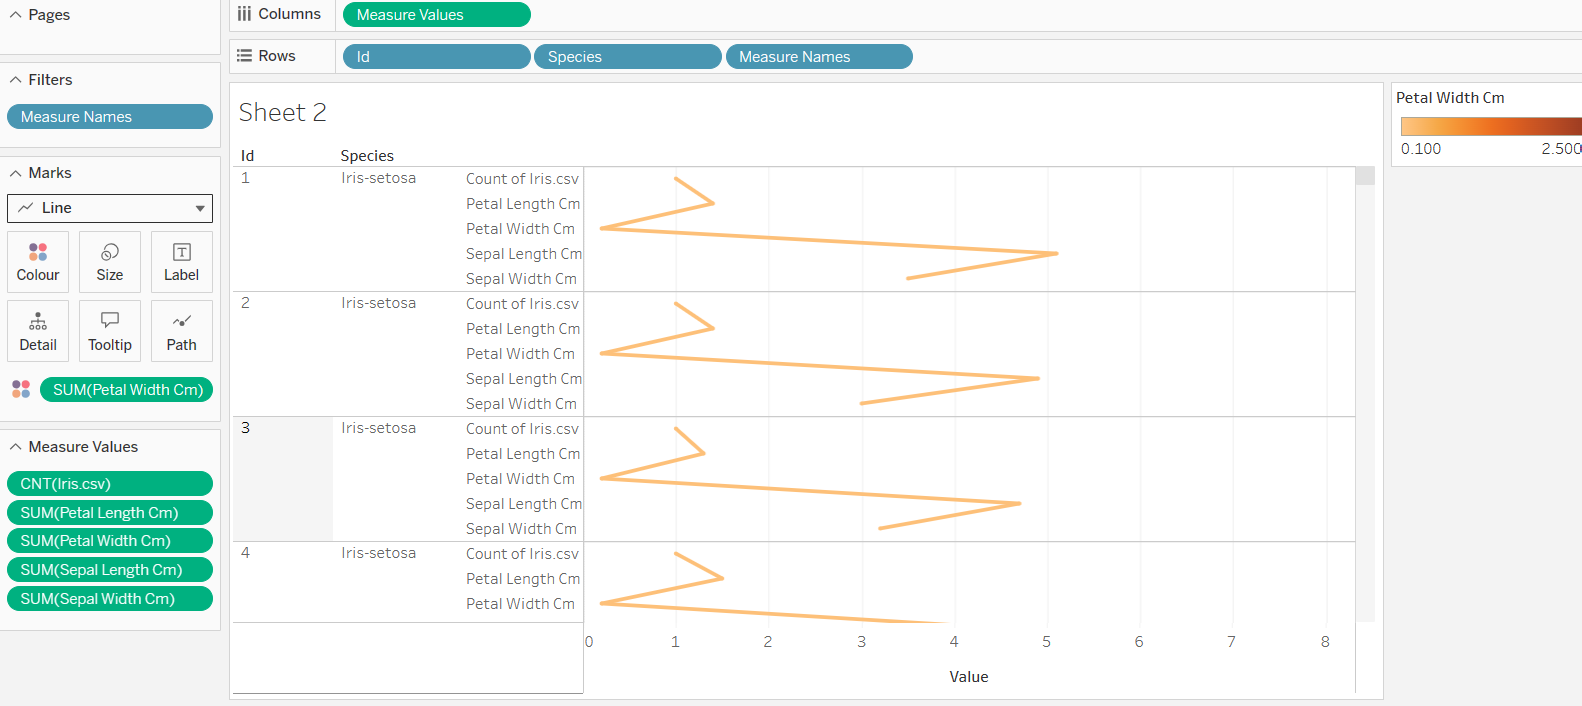 Pages
Columns
Measure Values
Rows
Id
Species
Measure Names
Filters
Measure Names
Marks
Line
Colour
Size
Label
Detail
Tooltip
Path
SUM(Petal Width Cm)
Measure Values
CNT(Iris.csv)
SUM(Petal Length Cm)
SUM(Petal Width Cm)
SUM(Sepal Length Cm)
SUM(Sepal Width Cm)
Sheet 2
Id Species
1 Iris-setosa Count of Iris.csv
Petal Length Cm
Petal Width Cm
Sepal Length Cm
Sepal Width Cm
2 Iris-setosa Count of Iris.csv
Petal Length Cm
Petal Width Cm
Sepal Length Cm
Sepal Width Cm
3 Iris-setosa Count of Iris.csv
Petal Length Cm
Petal Width Cm
Sepal Length Cm
Sepal Width Cm
4 Iris-setosa Count of Iris.csv
Petal Length Cm
Petal Width Cm
0 1 2 3 4 5 6 7 8
Value
Petal Width Cm
0.100 2.500